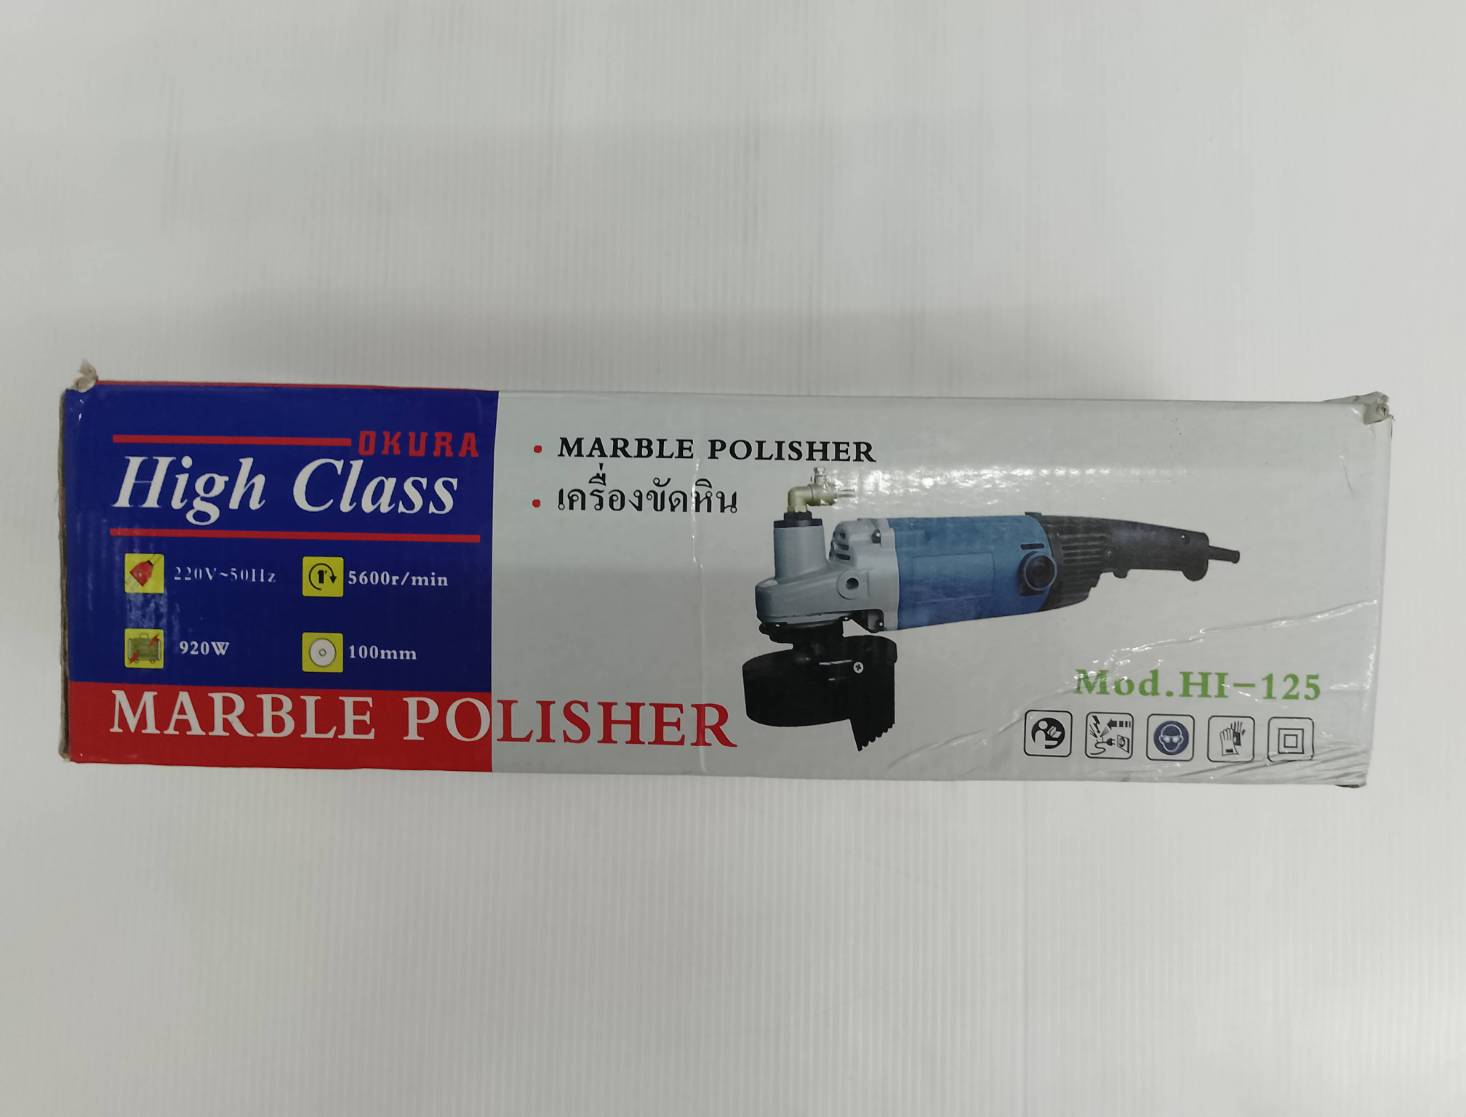 OKURA
High Class
220V~50Hz
5600r/min
920W
100mm
MARBLE POLISHER
• MARBLE POLISHER
• เครื่องขัดหิน
Mod.HI-125